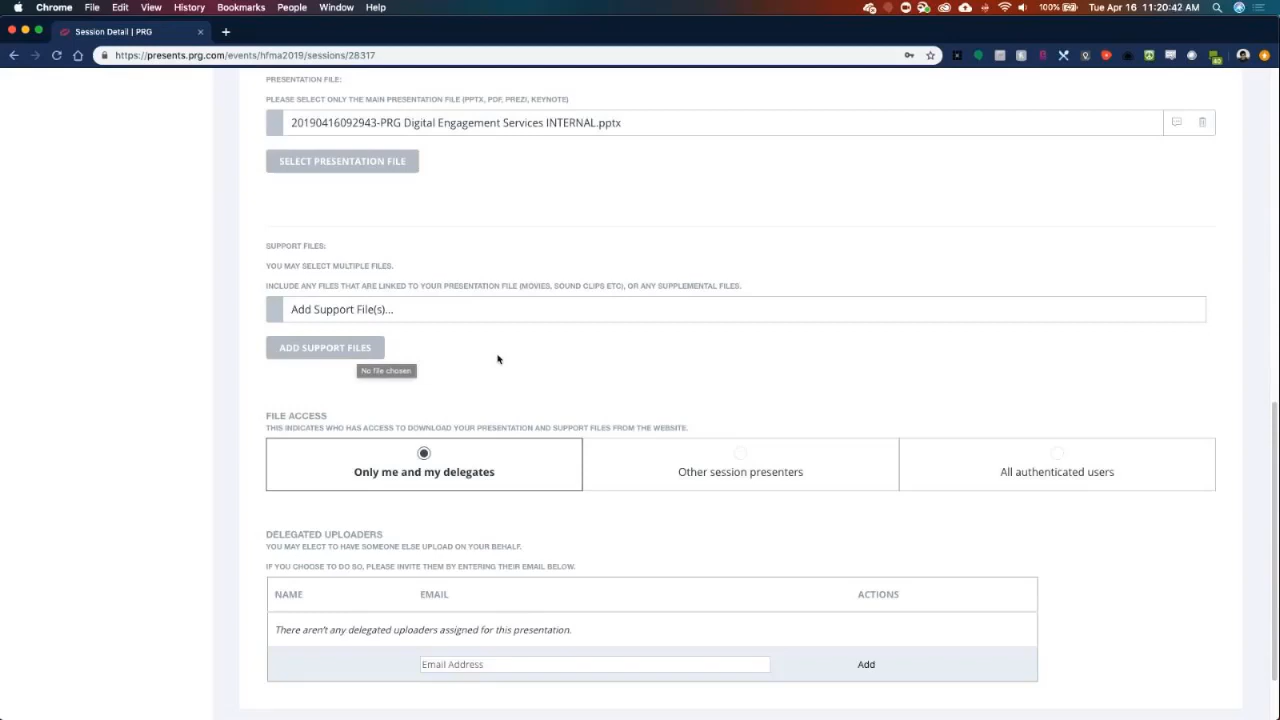 Chrome File Edit View History Bookmarks People Window Help 100% Tue Apr 16 11:20:42 AM
Session Detail | PRG
https://presents.prg.com/events/hfma2019/sessions/28317
PRESENTATION FILE:
PLEASE SELECT ONLY THE MAIN PRESENTATION FILE (PPTX, PDF, PREZI, KEYNOTE)
20190416092943-PRG Digital Engagement Services INTERNAL.pptx
SELECT PRESENTATION FILE
SUPPORT FILES:
YOU MAY SELECT MULTIPLE FILES.
INCLUDE ANY FILES THAT ARE LINKED TO YOUR PRESENTATION FILE (MOVIES, SOUND CLIPS ETC), OR ANY SUPPLEMENTAL FILES.
Add Support File(s)...
ADD SUPPORT FILES
No file chosen
FILE ACCESS
THIS INDICATES WHO HAS ACCESS TO DOWNLOAD YOUR PRESENTATION AND SUPPORT FILES FROM THE WEBSITE.
Only me and my delegates Other session presenters All authenticated users
DELEGATED UPLOADERS
YOU MAY ELECT TO HAVE SOMEONE ELSE UPLOAD ON YOUR BEHALF.
IF YOU CHOOSE TO DO SO, PLEASE INVITE THEM BY ENTERING THEIR EMAIL BELOW.
NAME EMAIL ACTIONS
There aren't any delegated uploaders assigned for this presentation.
Email Address Add